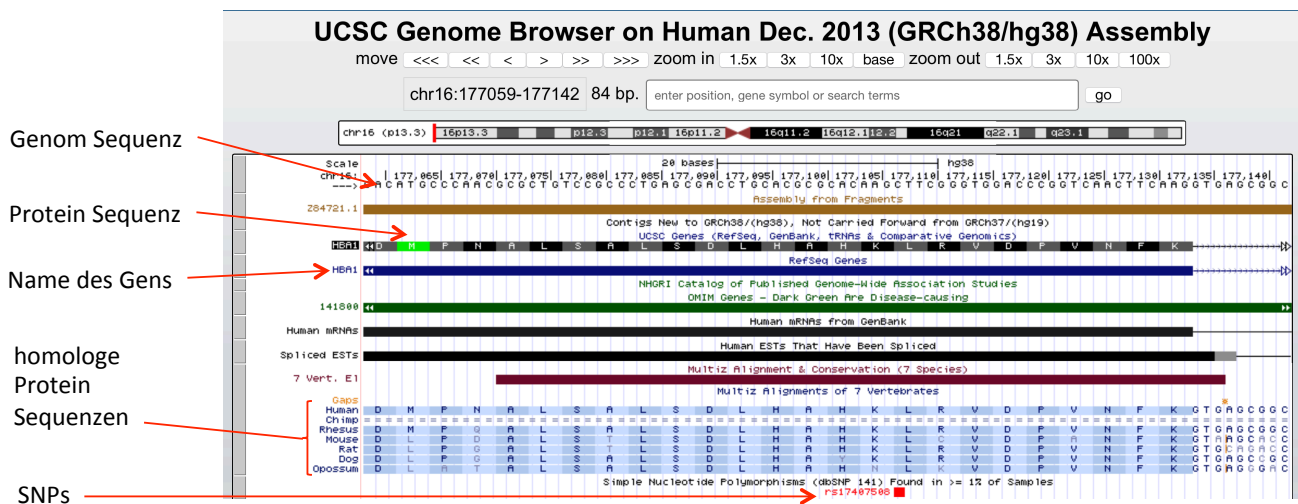 UCSC Genome Browser on Human Dec. 2013 (GRCh38/hg38) Assembly
move <<< << < > >> >>> zoom in 1.5x 3x 10x base zoom out 1.5x 3x 10x 100x
chr16:177059-177142 84 bp. enter position, gene symbol or search terms go
Genom Sequenz
chr16 (p13.3) 16p13.3 p12.3 p12.1 16p11.2 16q11.2 16q12.1 12.2 16q21 q22.1 q23.1
Scale 20 bases hg38
chr16: 177,065 177,070 177,075 177,080 177,085 177,090 177,095 177,100 177,105 177,110 177,115 177,120 177,125 177,130 177,135 177,140
--->
Assembly from Fragments
Z84721.1
Protein Sequenz
Contigs New to GRCh38/(hg38), Not Carried Forward from GRCh37/(hg19)
UCSC Genes (RefSeq, GenBank, tRNAs & Comparative Genomics)
HBA1 D M P N A L S A L S D L H A H K L R V D P V N F K
RefSeq Genes
Name des Gens
HBA1
NHGRI Catalog of Published Genome-Wide Association Studies
OMIM Genes - Dark Green Are Disease-causing
141800
Human mRNAs from GenBank
Human mRNAs
Human ESTs That Have Been Spliced
Spliced ESTs
homologe
Protein
Sequenzen
Multiz Alignment & Conservation (7 Species)
7 Vert. El
Multiz Alignments of 7 Vertebrates
Gaps
Human D M P N A L S A L S D L H A H K L R V D P V N F K G T G A G C G G C
Chimp
Rhesus D M P Q A L S A L S D L H A H K L R V D P V N F K G T G A G C G G C
Mouse D L P D A L S T L S D L H A H K L C V D P A N F K G T A A G C A C C
Rat D L P G A L S T L S D L H A H K L R V D P V N F K G T G C A G A C C
Dog D L P G A L S A L S D L H A Y K L R V D P V N F K G T G A G C C G C
Opossum D L A T A L S A L S D L H A H N L K V D P V N F K G T G A G G G A C
Simple Nucleotide Polymorphisms (dbSNP 141) Found in >= 1% of Samples
SNPs
rs17407508